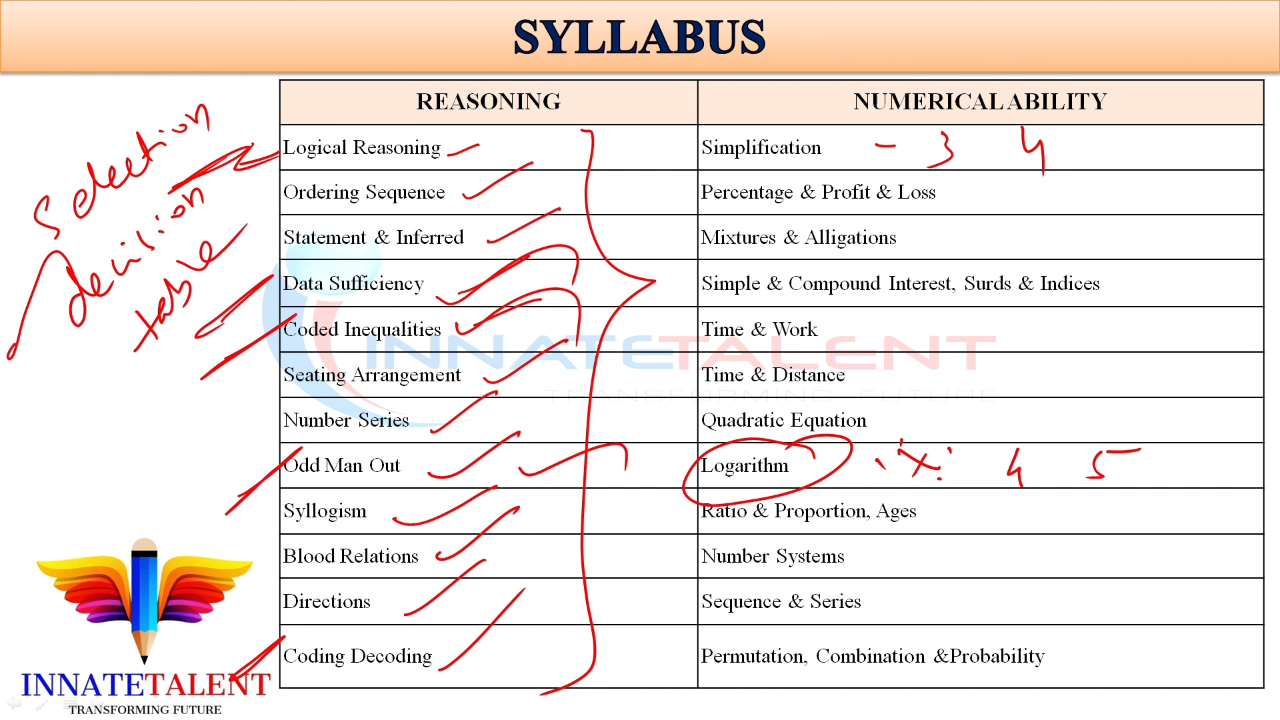 SYLLABUS
REASONING NUMERICAL ABILITY
Logical Reasoning Simplification - 3 4
Ordering Sequence Percentage & Profit & Loss
Statement & Inferred Mixtures & Alligations
Data Sufficiency Simple & Compound Interest, Surds & Indices
Coded Inequalities Time & Work
Seating Arrangement Time & Distance
Number Series Quadratic Equation
Odd Man Out Logarithm 4 5
Syllogism Ratio & Proportion, Ages
Blood Relations Number Systems
Directions Sequence & Series
Coding Decoding Permutation, Combination &Probability
Selection
decision
table
INNATETALENT
TRANSFORMING FUTURE
INNATETALENT
TRANSFORMING FUTURE